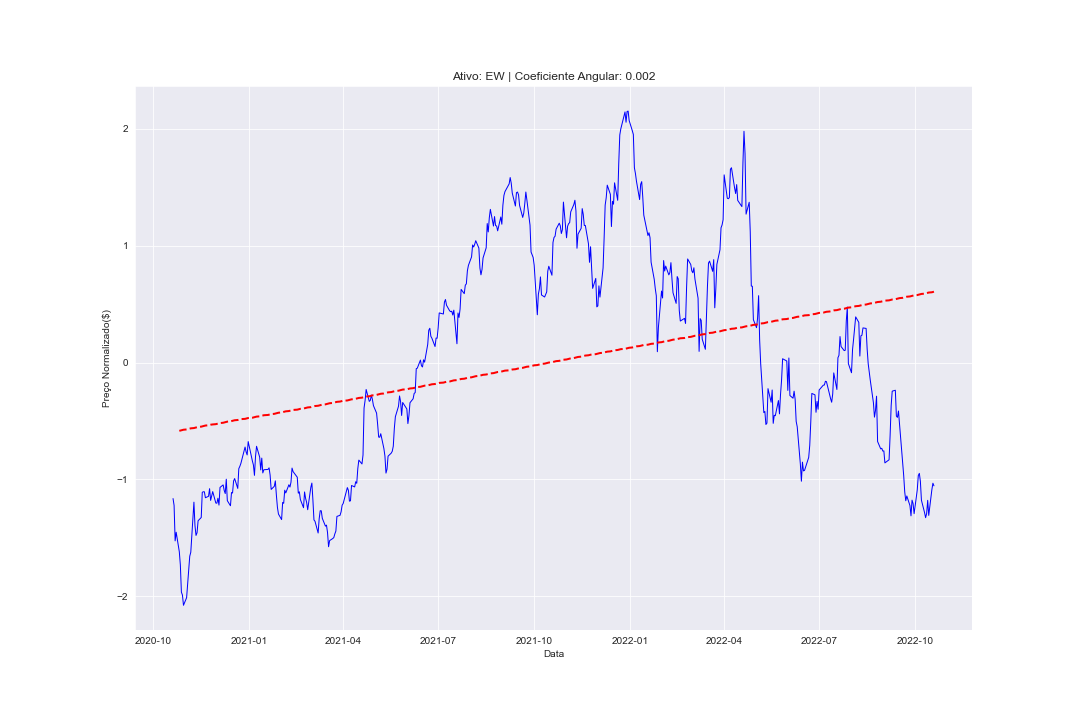 Ativo: EW | Coeficiente Angular: 0.002
Preço Normalizado($)
2
1
0
−1
−2
2020-10 2021-01 2021-04 2021-07 2021-10 2022-01 2022-04 2022-07 2022-10
Data